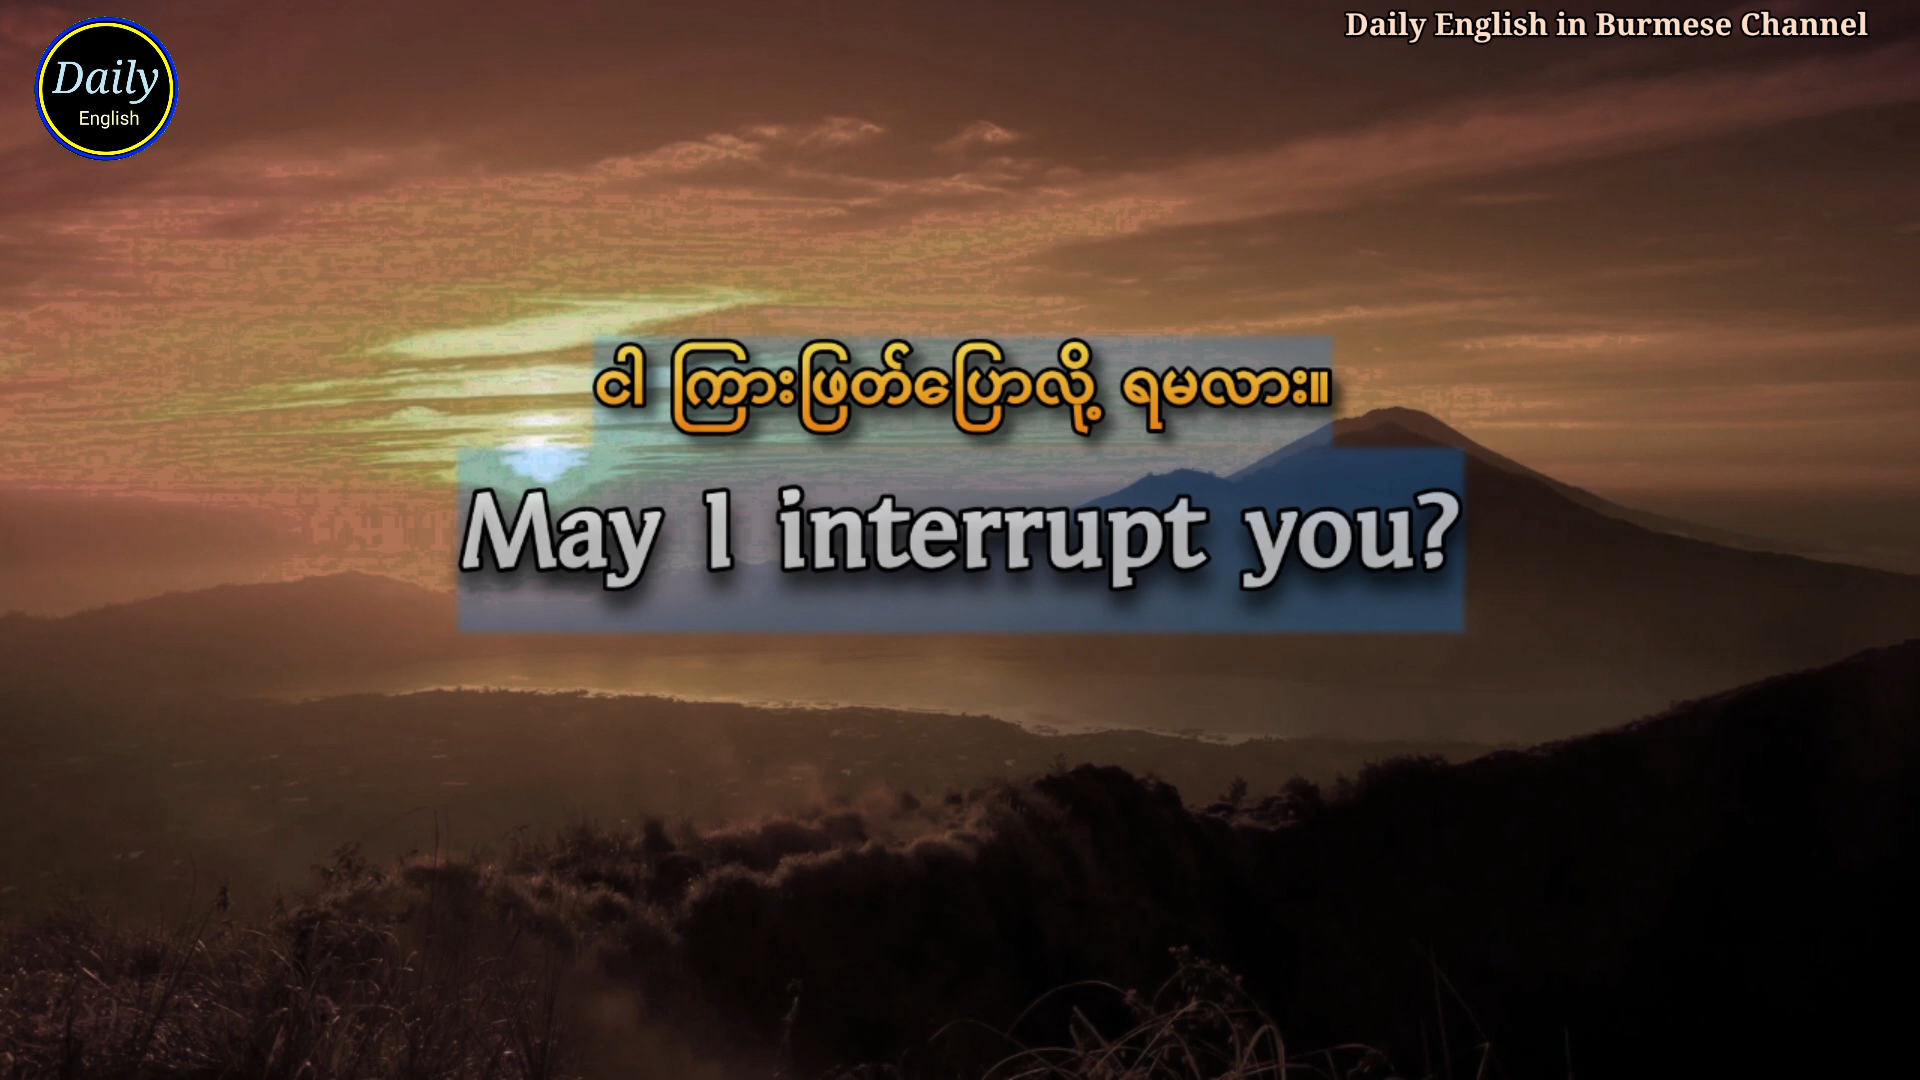 Daily English in Burmese Channel
Daily
English
ငါ ကြားဖြတ်ပြောလို့ ရမလား။
May I interrupt you?